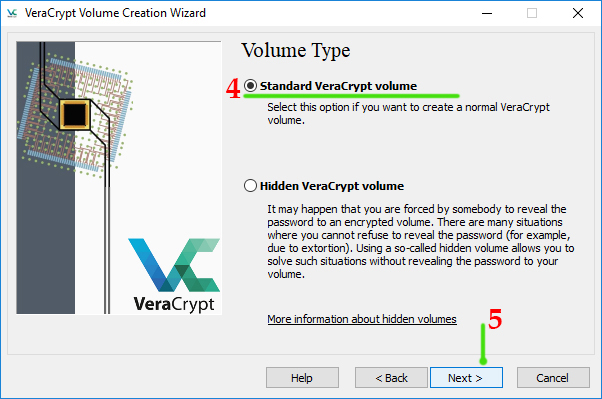 VeraCrypt Volume Creation Wizard
Volume Type
4
Standard VeraCrypt volume
Select this option if you want to create a normal VeraCrypt
volume.
Hidden VeraCrypt volume
It may happen that you are forced by somebody to reveal the
password to an encrypted volume. There are many situations
where you cannot refuse to reveal the password (for example,
due to extortion). Using a so-called hidden volume allows you to
solve such situations without revealing the password to your
volume.
VeraCrypt
More information about hidden volumes
5
Help
< Back
Next >
Cancel